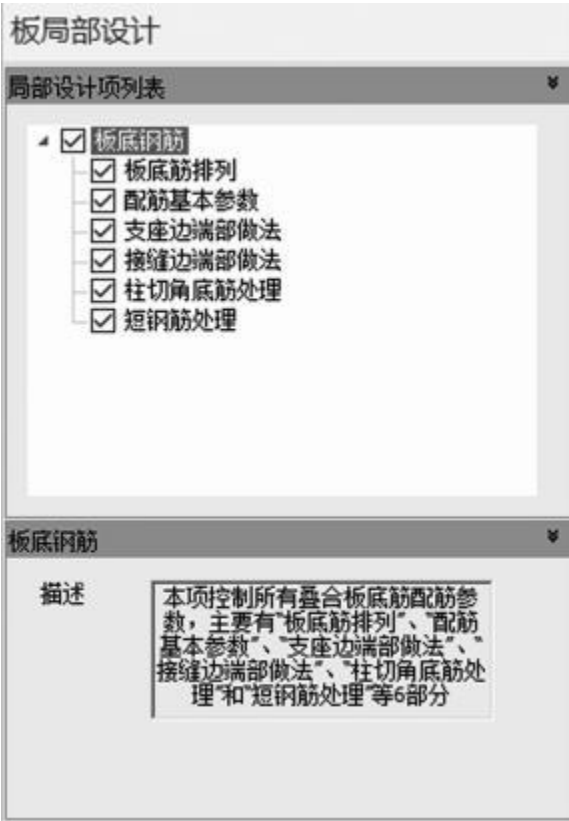 板局部设计
局部设计项列表
板底钢筋
板底筋排列
配筋基本参数
支座边端部做法
接缝边端部做法
柱切角底筋处理
短钢筋处理
板底钢筋
描述
本项控制所有叠合板底筋配筋参
数，主要有“板底筋排列”、“配筋
基本参数”、“支座边端部做法”、“
接缝边端部做法”、“柱切角底筋处
理”和“短钢筋处理”等6部分